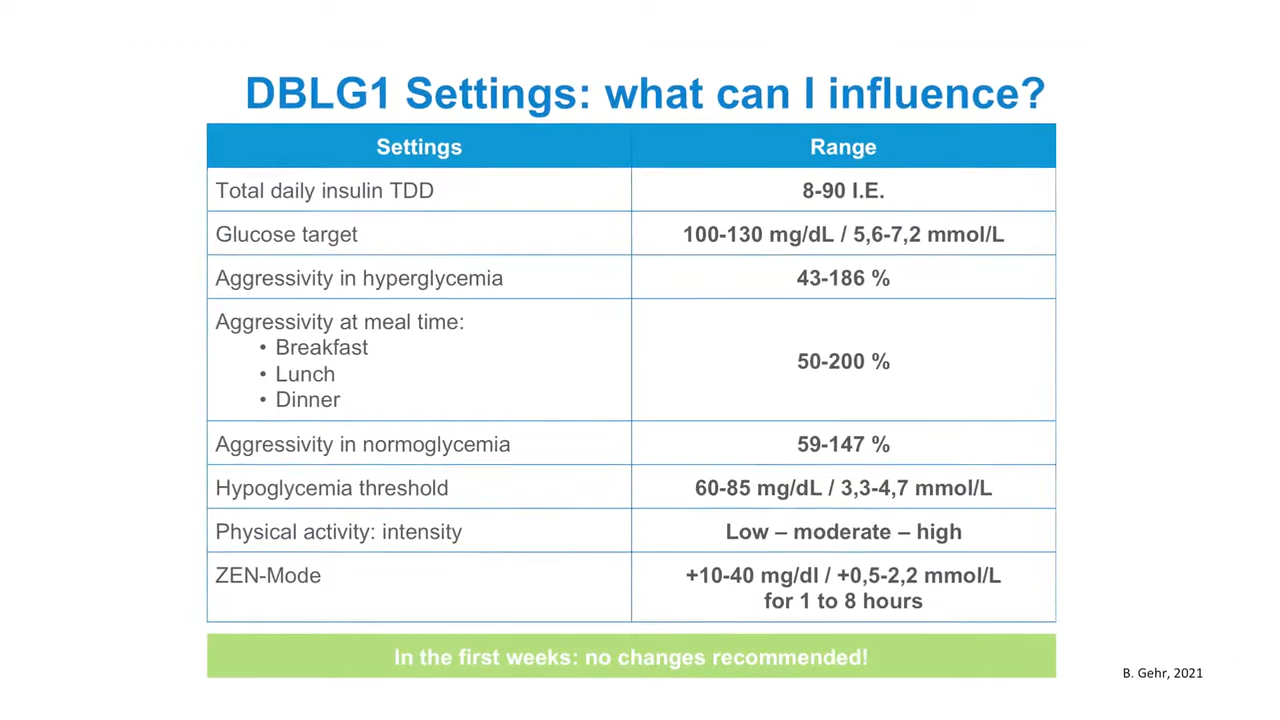 DBLG1 Settings: what can I influence?
Settings Range
Total daily insulin TDD 8-90 I.E.
Glucose target 100-130 mg/dL / 5,6-7,2 mmol/L
Aggressivity in hyperglycemia 43-186 %
Aggressivity at meal time:
• Breakfast
• Lunch
• Dinner
50-200 %
Aggressivity in normoglycemia 59-147 %
Hypoglycemia threshold 60-85 mg/dL / 3,3-4,7 mmol/L
Physical activity: intensity Low – moderate – high
ZEN-Mode +10-40 mg/dl / +0,5-2,2 mmol/L
for 1 to 8 hours
In the first weeks: no changes recommended!
B. Gehr, 2021